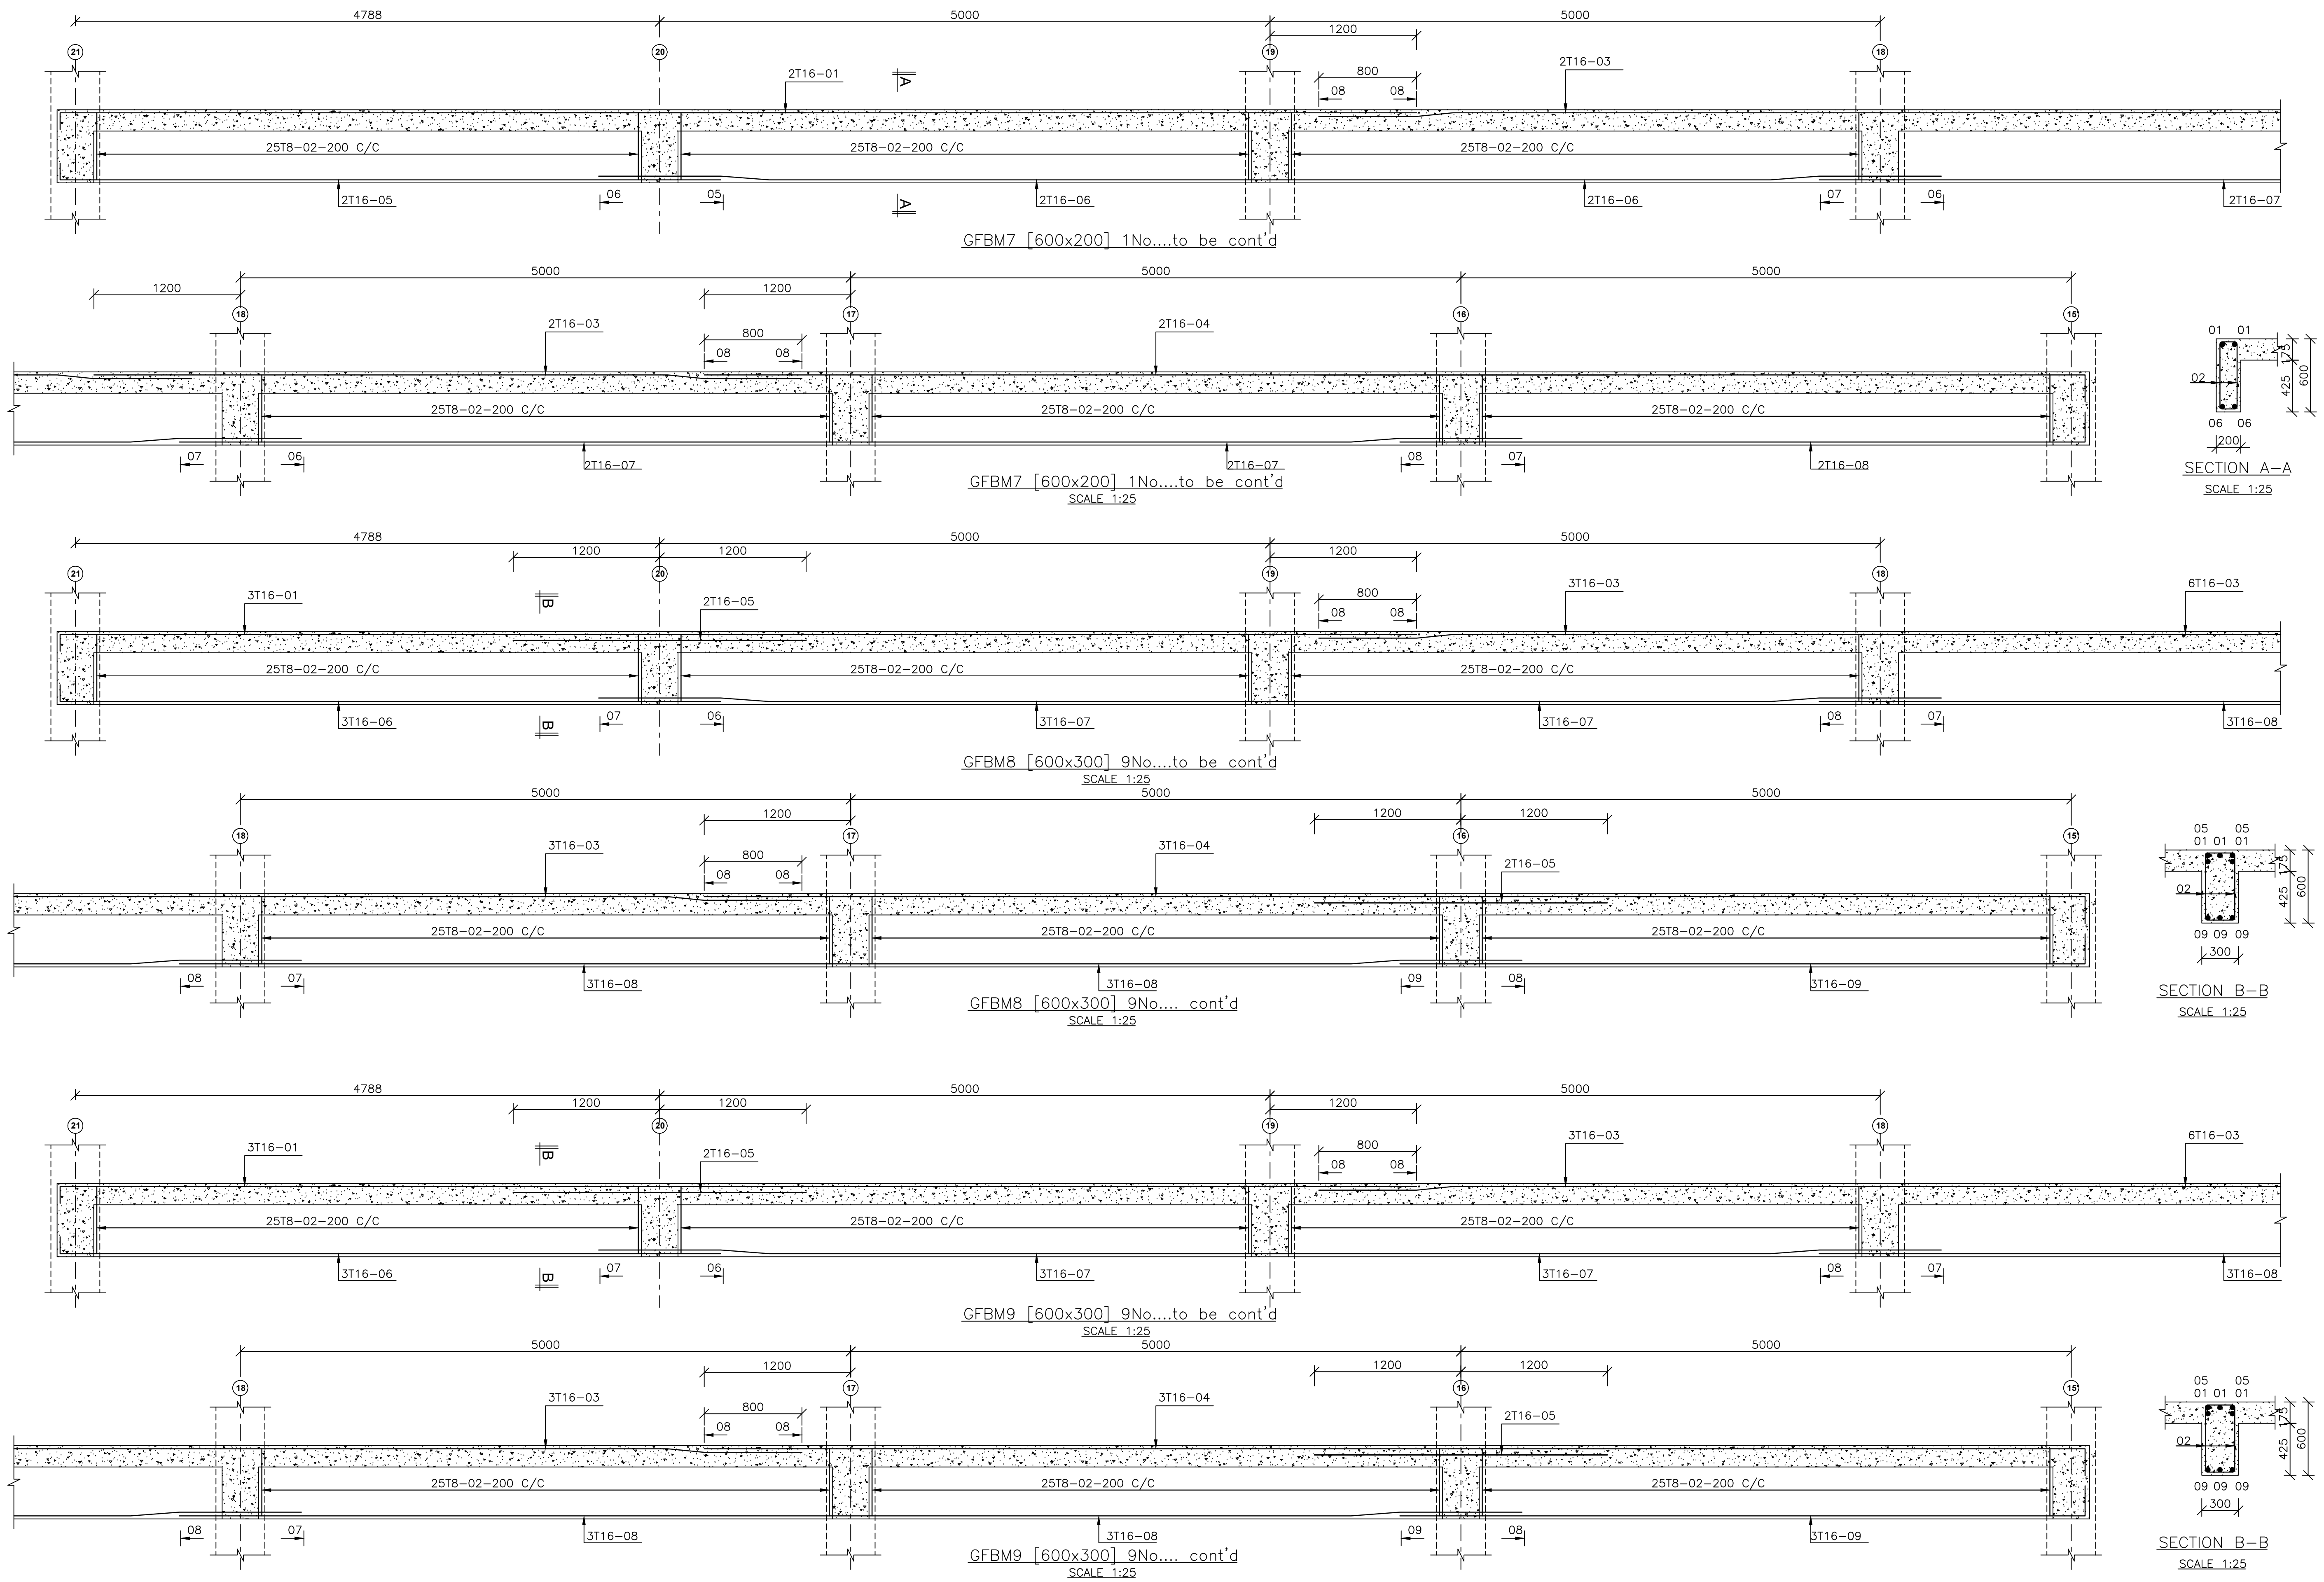 4788 5000 5000
1200
21 20 19 18
800
2T16-01 A 2T16-03
08 08
25T8-02-200 C/C 25T8-02-200 C/C 25T8-02-200 C/C
2T16-05 06 05 A 2T16-06 2T16-06 07 06 2T16-07
GFBM7 [600x200] 1No....to be cont'd
5000 5000 5000
1200 1200
18 17 16 15'
2T16-03 800 2T16-04
08 08
25T8-02-200 C/C 25T8-02-200 C/C 25T8-02-200 C/C
07 06 2T16-07 2T16-07 08 07 2T16-08
GFBM7 [600x200] 1No....to be cont'd
SCALE 1:25
01 01
175
600
02
425
06 06
200
SECTION A-A
SCALE 1:25
4788 5000 5000
1200 1200 1200
21 20 19 18
3T16-01 B 2T16-05 800 3T16-03 6T16-03
08 08
25T8-02-200 C/C 25T8-02-200 C/C 25T8-02-200 C/C
3T16-06 B 07 06 3T16-07 3T16-07 08 07 3T16-08
GFBM8 [600x300] 9No....to be cont'd
SCALE 1:25
5000 5000 5000
1200 1200 1200
18 17 16 15'
3T16-03 800 3T16-04 2T16-05
08 08
25T8-02-200 C/C 25T8-02-200 C/C 25T8-02-200 C/C
08 07 3T16-08 3T16-08 09 08 3T16-09
GFBM8 [600x300] 9No.... cont'd
SCALE 1:25
05 05
01 01 01
175
600
02
425
09 09 09
300
SECTION B-B
SCALE 1:25
4788 5000 5000
1200 1200 1200
21 20 19 18
3T16-01 B 2T16-05 800 3T16-03 6T16-03
08 08
25T8-02-200 C/C 25T8-02-200 C/C 25T8-02-200 C/C
3T16-06 B 07 06 3T16-07 3T16-07 08 07 3T16-08
GFBM9 [600x300] 9No....to be cont'd
SCALE 1:25
5000 5000 5000
1200 1200 1200
18 17 16 15'
3T16-03 800 3T16-04 2T16-05
08 08
25T8-02-200 C/C 25T8-02-200 C/C 25T8-02-200 C/C
08 07 3T16-08 3T16-08 09 08 3T16-09
GFBM9 [600x300] 9No.... cont'd
SCALE 1:25
05 05
01 01 01
175
600
02
425
09 09 09
300
SECTION B-B
SCALE 1:25